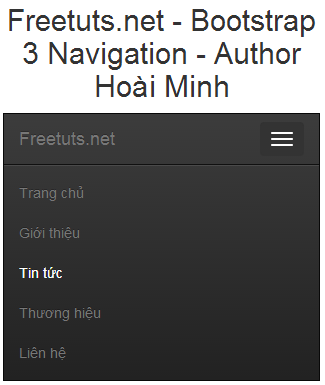 Freetuts.net - Bootstrap
3 Navigation - Author
Hoài Minh
Freetuts.net
Trang chủ
Giới thiệu
Tin tức
Thương hiệu
Liên hệ